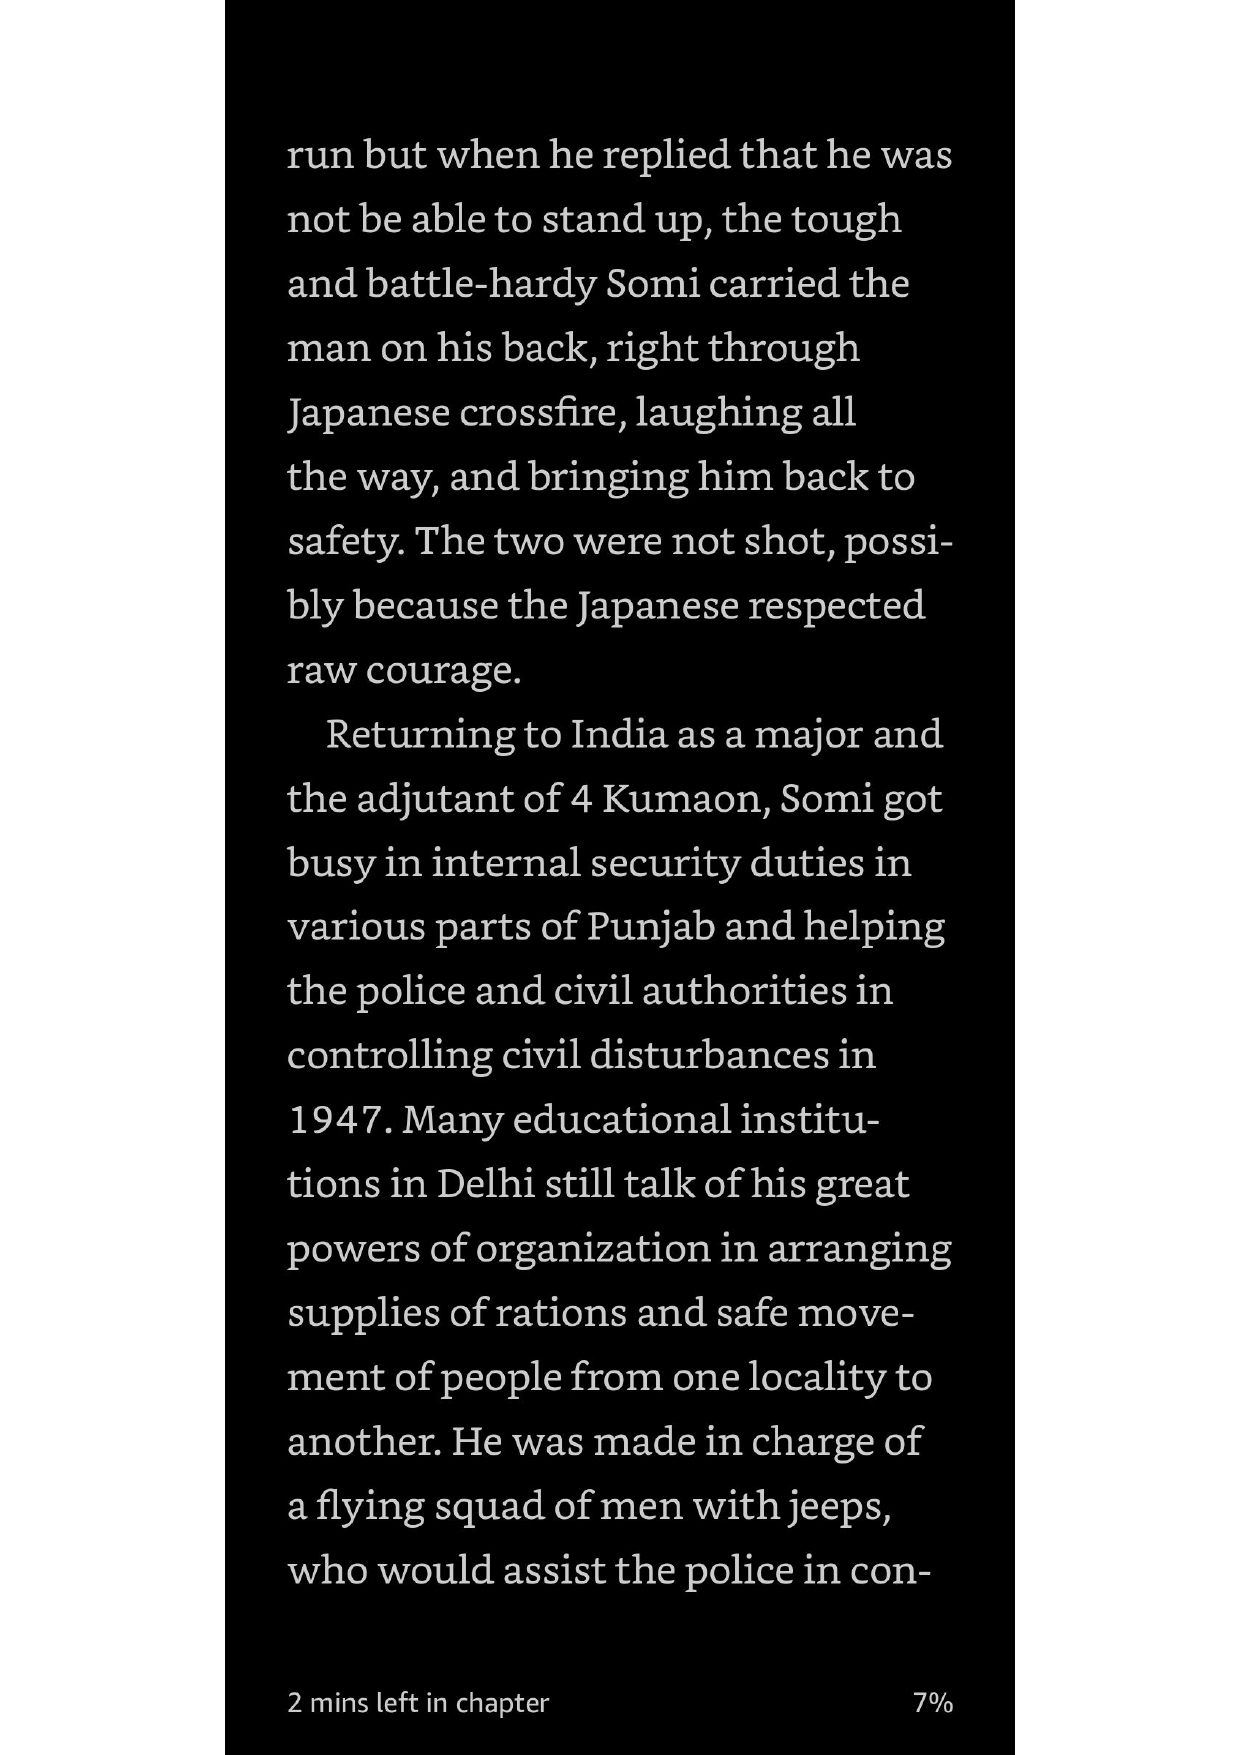 run but when he replied that he was
not be able to stand up, the tough
and battle-hardy Somi carried the
man on his back, right through
Japanese crossfire, laughing all
the way, and bringing him back to
safety. The two were not shot, possi-
bly because the Japanese respected
raw courage.
Returning to India as a major and
the adjutant of 4 Kumaon, Somi got
busy in internal security duties in
various parts of Punjab and helping
the police and civil authorities in
controlling civil disturbances in
1947. Many educational institu-
tions in Delhi still talk of his great
powers of organization in arranging
supplies of rations and safe move-
ment of people from one locality to
another. He was made in charge of
a flying squad of men with jeeps,
who would assist the police in con-
2 mins left in chapter 7%